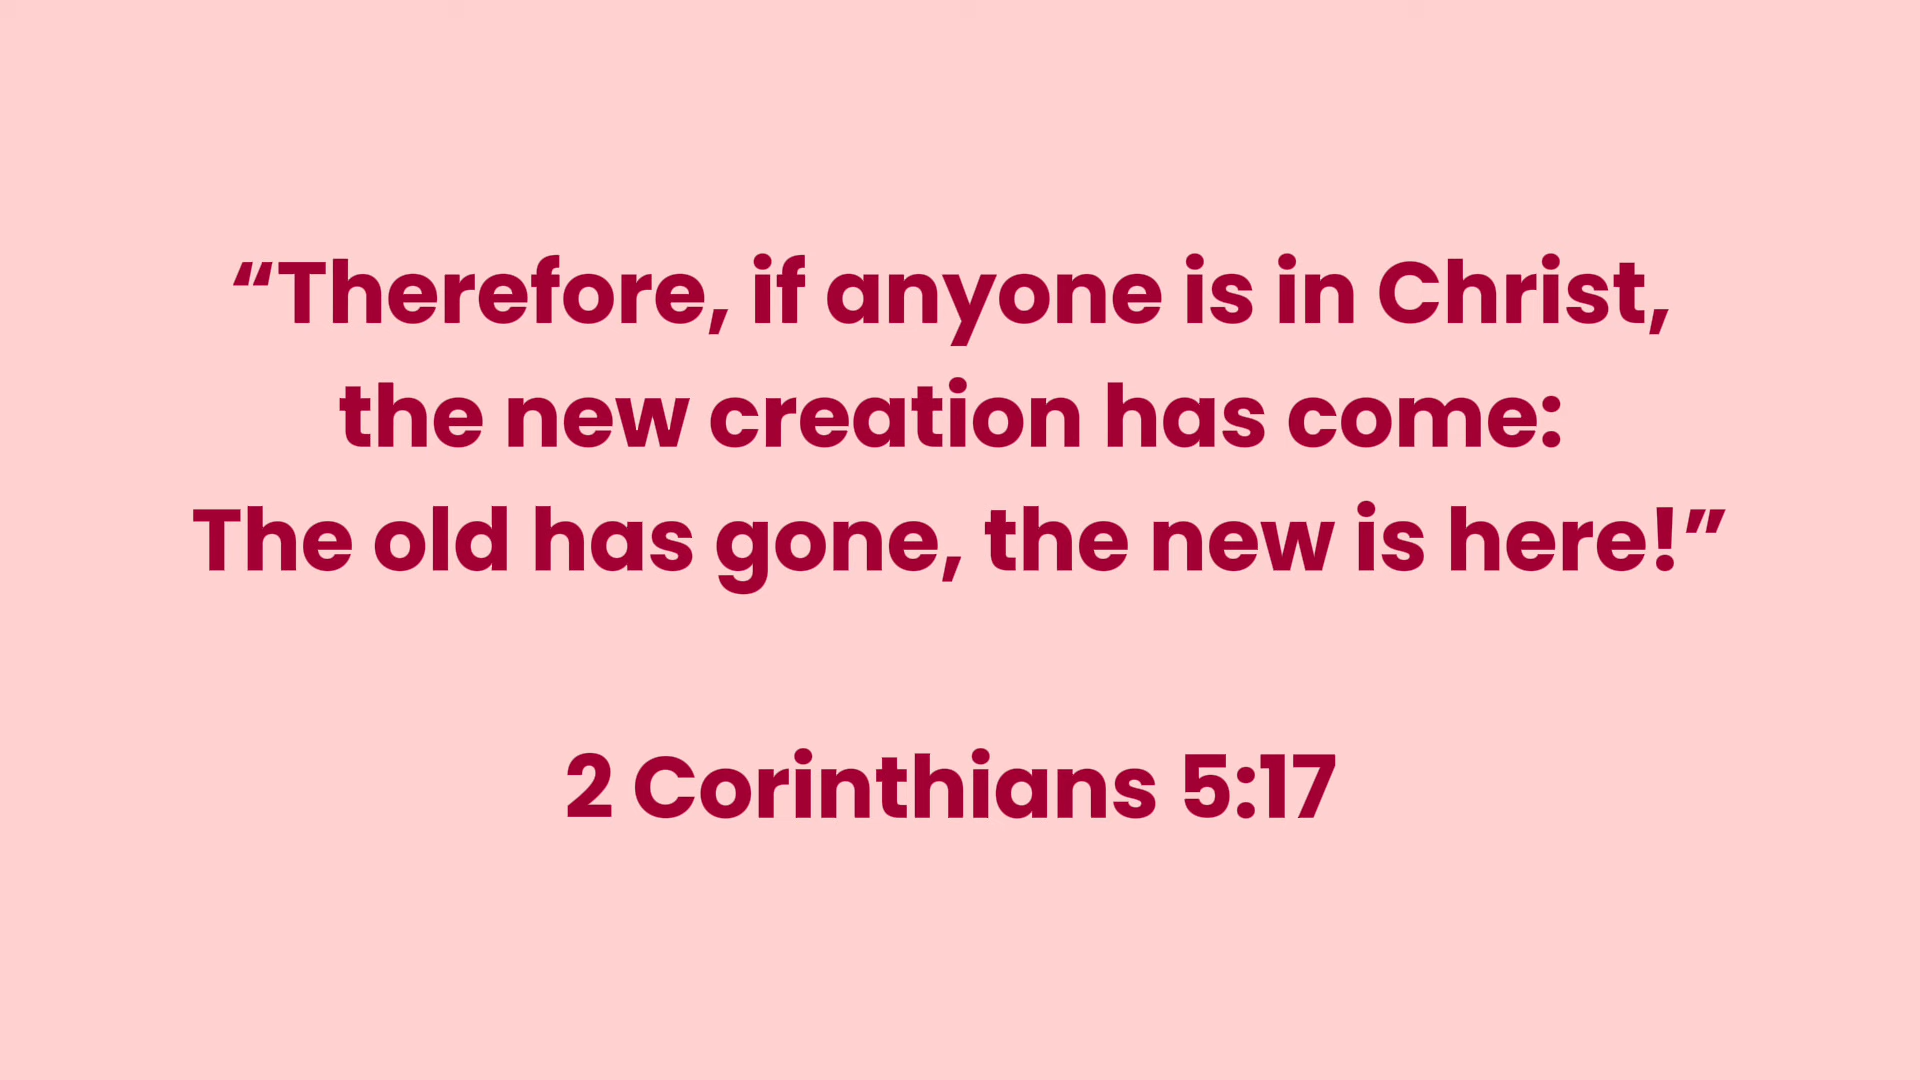 “Therefore, if anyone is in Christ,
the new creation has come:
The old has gone, the new is here!”
2 Corinthians 5:17